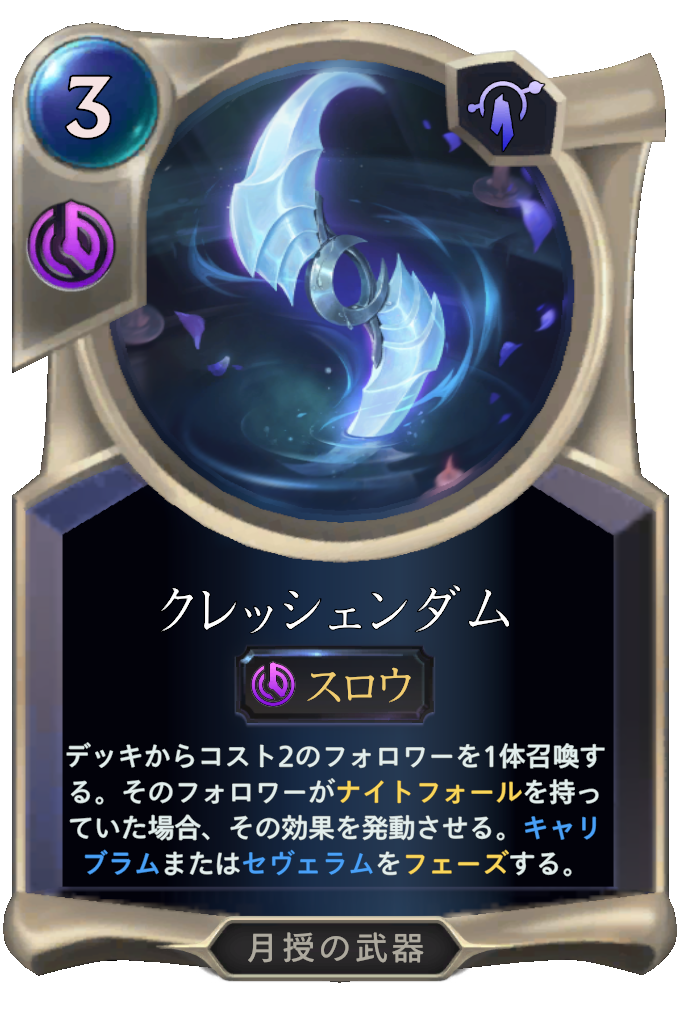 3
クレッシェンダム
スロウ
デッキからコスト2のフォロワーを1体召喚す
る。そのフォロワーがナイトフォールを持っ
ていた場合、その効果を発動させる。キャリ
ブラムまたはセヴェラムをフェーズする。
月授の武器